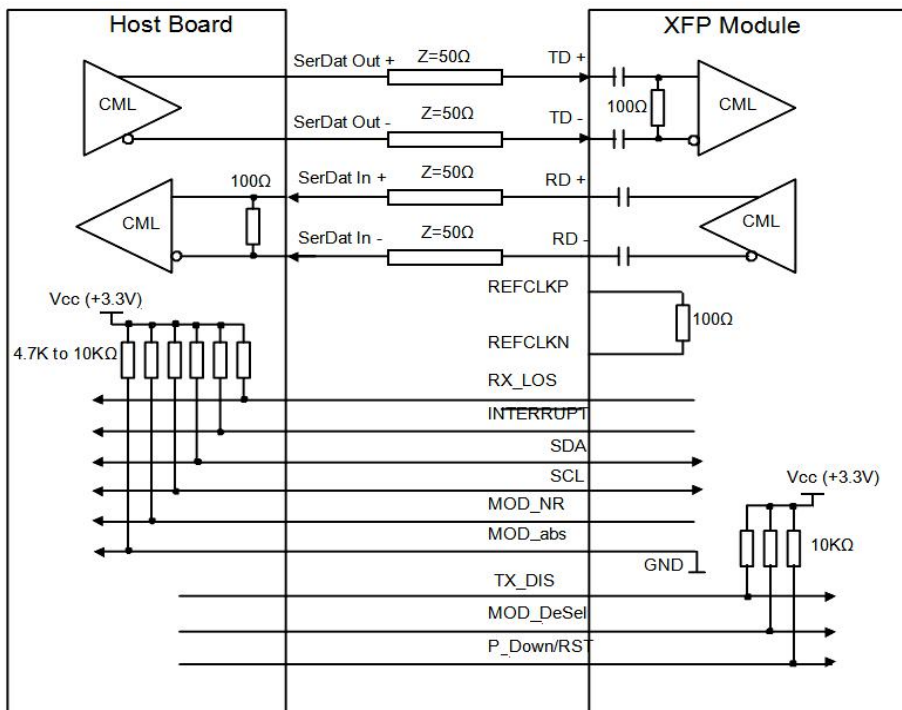 Host Board
XFP Module
SerDat Out +
Z=50Ω
TD +
CML
100Ω
CML
SerDat Out -
Z=50Ω
TD -
SerDat In +
Z=50Ω
RD +
100Ω
CML
CML
SerDat In -
Z=50Ω
RD -
REFCLKP
Vcc (+3.3V)
100Ω
REFCLKN
4.7K to 10KΩ
RX_LOS
INTERRUPT
SDA
SCL
Vcc (+3.3V)
MOD_NR
MOD_abs
10KΩ
GND
TX_DIS
MOD_DeSel
P_Down/RST